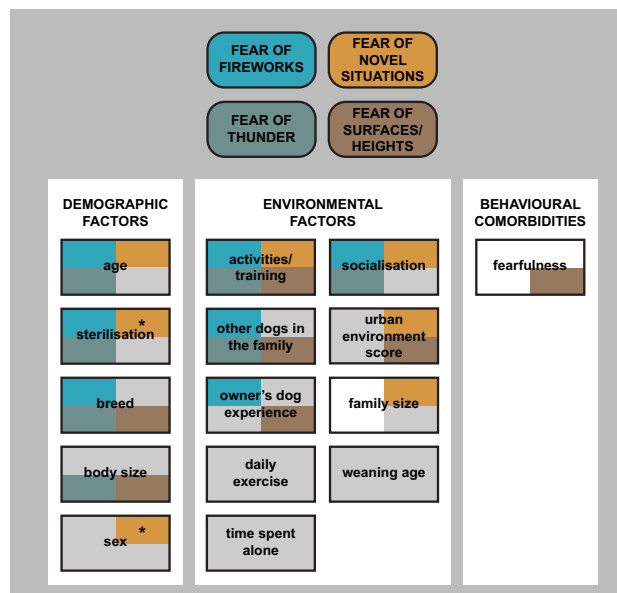 FEAR OF
FIREWORKS
FEAR OF
NOVEL
SITUATIONS
FEAR OF
THUNDER
FEAR OF
SURFACES/
HEIGHTS
DEMOGRAPHIC
FACTORS
age
sterilisation *
breed
body size
sex *
ENVIRONMENTAL
FACTORS
activities/
training
socialisation
other dogs in
the family
urban
environment
score
owner's dog
experience
family size
daily
exercise
weaning age
time spent
alone
BEHAVIOURAL
COMORBIDITIES
fearfulness